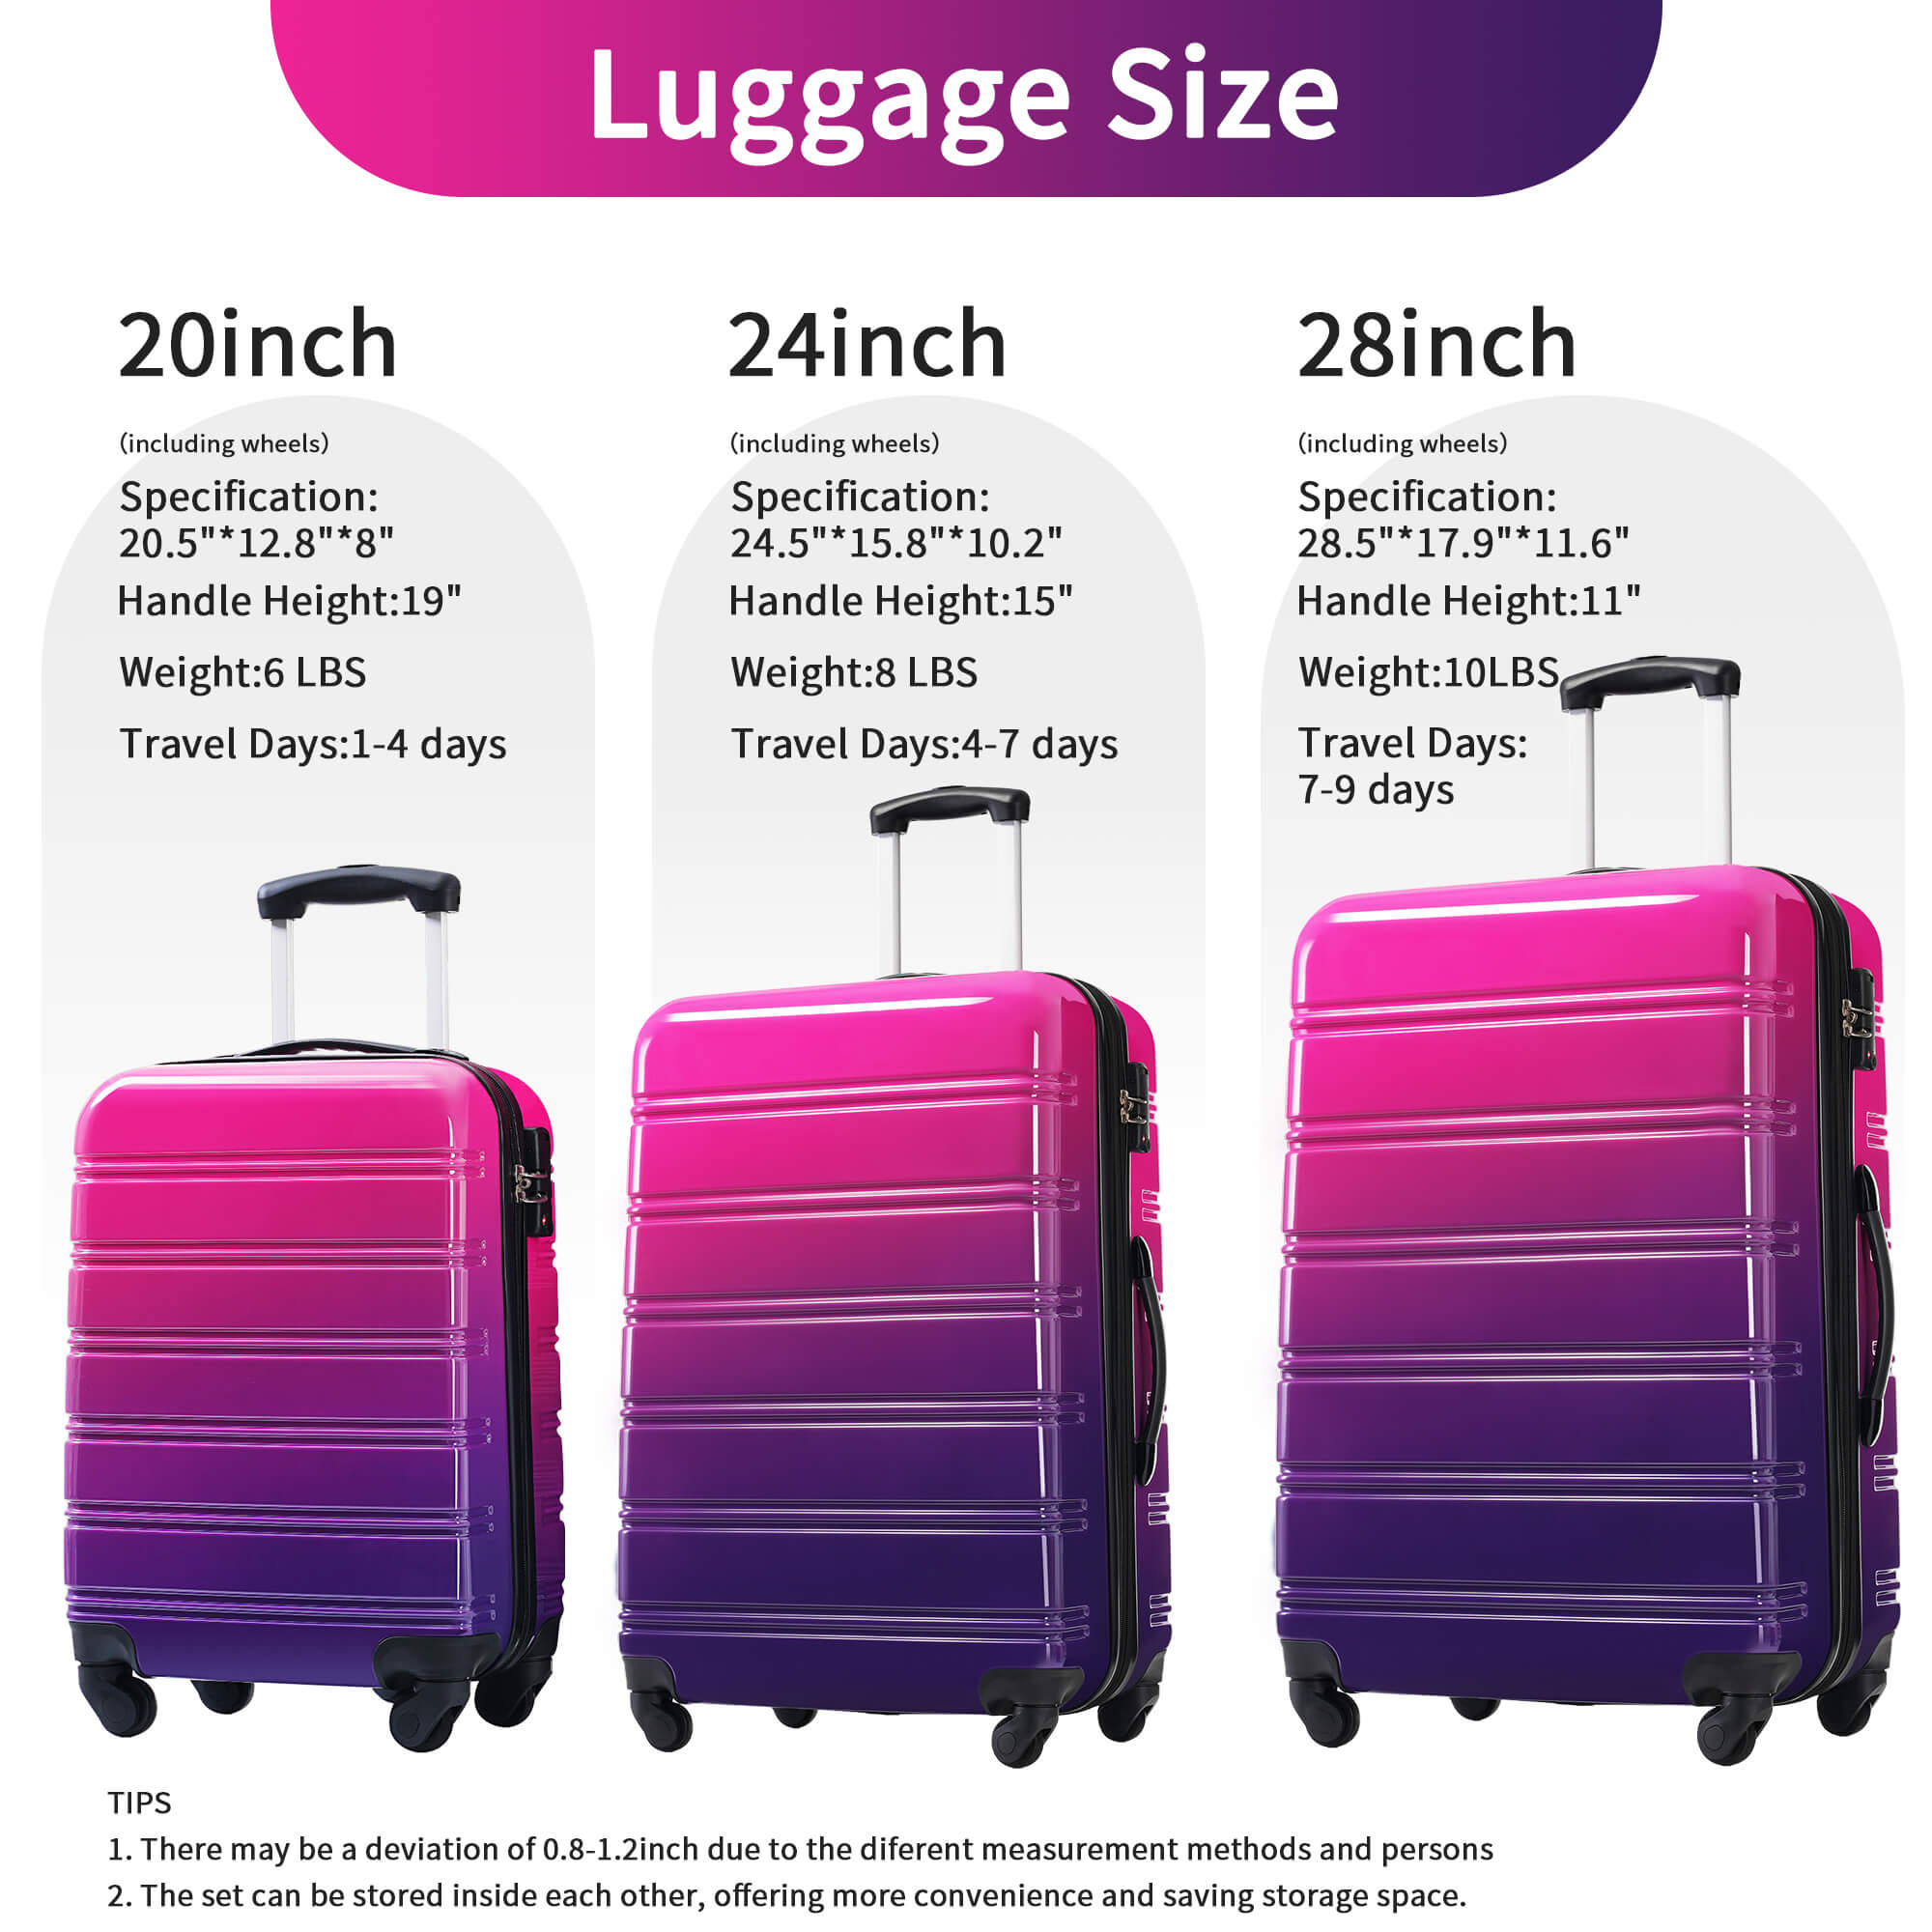 Luggage Size
20inch
(including wheels)
Specification:
20.5"*12.8"*8"
Handle Height:19"
Weight:6 LBS
Travel Days:1-4 days
24inch
(including wheels)
Specification:
24.5"*15.8"*10.2"
Handle Height:15"
Weight:8 LBS
Travel Days:4-7 days
28inch
(including wheels)
Specification:
28.5"*17.9"*11.6"
Handle Height:11"
Weight:10LBS
Travel Days:
7-9 days
TIPS
1. There may be a deviation of 0.8-1.2inch due to the diferent measurement methods and persons
2. The set can be stored inside each other, offering more convenience and saving storage space.